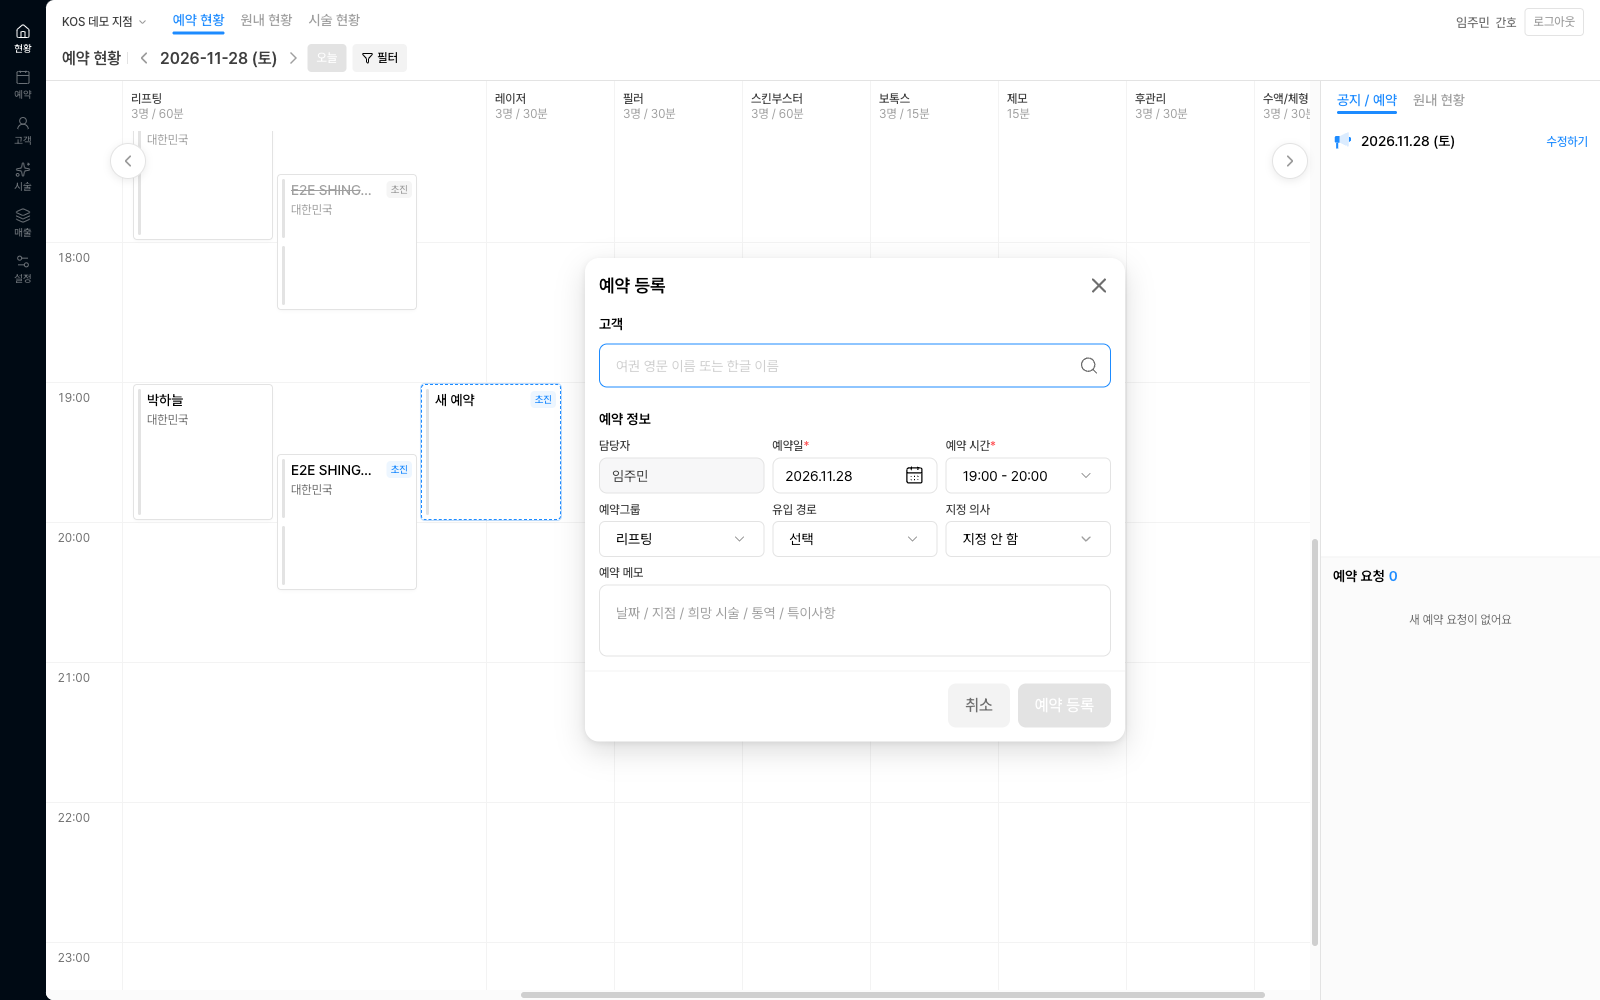 현황
예약
고객
시술
매출
설정
KOS 데모 지점
예약 현황
원내 현황
시술 현황
임주민 간호
로그아웃
예약 현황
2026-11-28 (토)
오늘
필터
리프팅
3명 / 60분
레이저
3명 / 30분
필러
3명 / 30분
스킨부스터
3명 / 60분
보톡스
3명 / 15분
제모
15분
후관리
3명 / 30분
수액/체형
3명 / 30분
대한민국
E2E SHING...
초진
대한민국
18:00
19:00
박하늘
대한민국
E2E SHING...
초진
대한민국
새 예약
초진
20:00
21:00
22:00
23:00
예약 등록
고객
여권 영문 이름 또는 한글 이름
예약 정보
담당자
예약일*
예약 시간*
임주민
2026.11.28
19:00 - 20:00
예약그룹
유입 경로
지정 의사
리프팅
선택
지정 안 함
예약 메모
날짜 / 지점 / 희망 시술 / 통역 / 특이사항
취소
예약 등록
공지 / 예약
원내 현황
2026.11.28 (토)
수정하기
예약 요청 0
새 예약 요청이 없어요